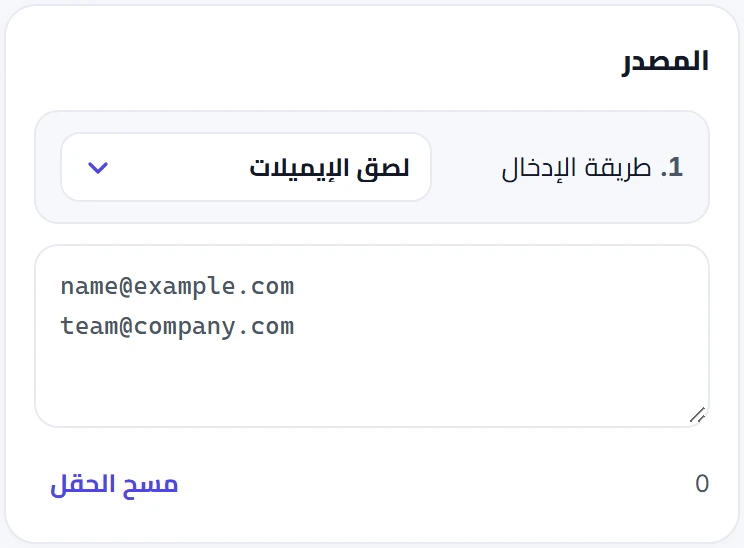 المصدر
1. طريقة الإدخال
لصق الإيميلات
name@example.com
team@company.com
0
مسح الحقل